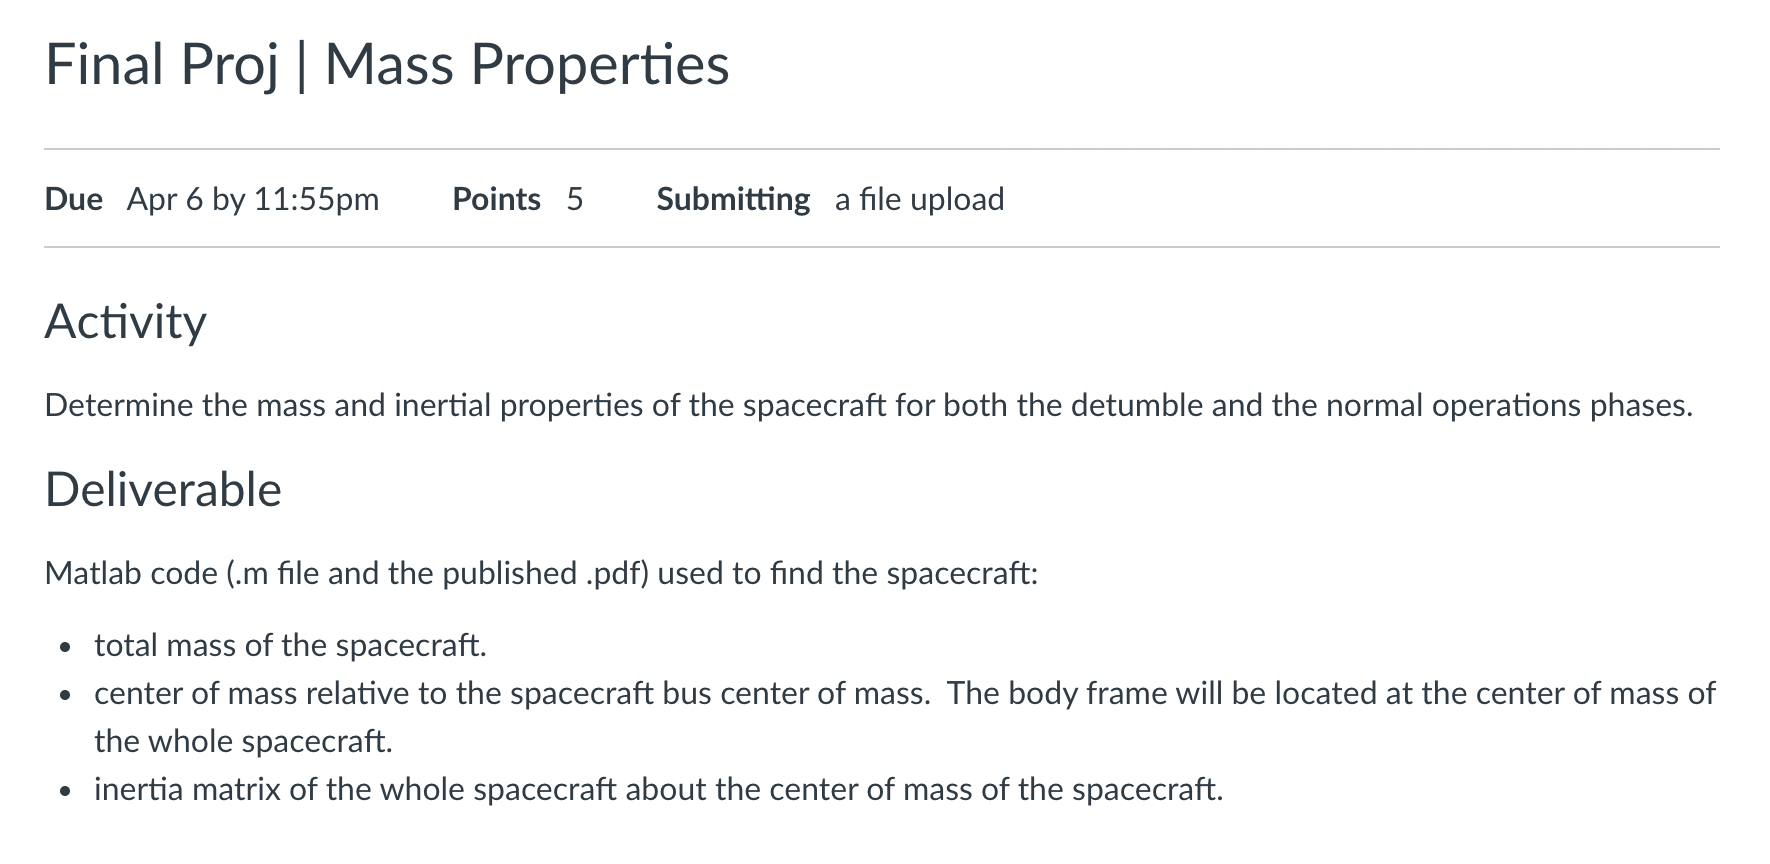 Final Proj | Mass Properties
Due Apr 6 by 11:55pm Points 5 Submitting a file upload
Activity
Determine the mass and inertial properties of the spacecraft for both the detumble and the normal operations phases.
Deliverable
Matlab code (.m file and the published .pdf) used to find the spacecraft:
• total mass of the spacecraft.
• center of mass relative to the spacecraft bus center of mass.  The body frame will be located at the center of mass of
the whole spacecraft.
• inertia matrix of the whole spacecraft about the center of mass of the spacecraft.